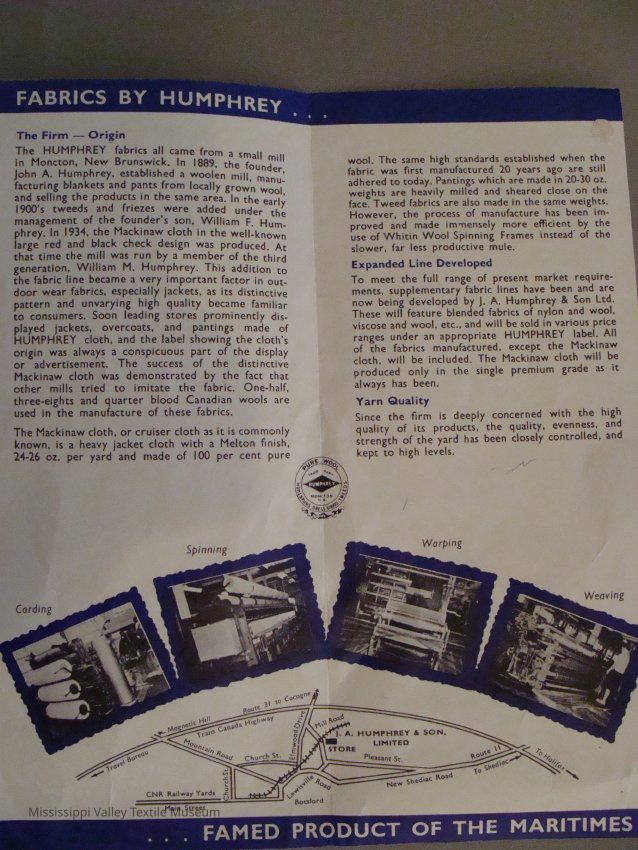 FABRICS BY HUMPHREY . . .
The Firm — Origin
The HUMPHREY fabrics all came from a small mill
in Moncton, New Brunswick. In 1889, the founder,
John A. Humphrey, established a woolen mill, manu-
facturing blankets and pants from locally grown wool,
and selling the products in the same area. In the early
1900's tweeds and friezes were added under the
management of the founder's son, William F. Hum-
phrey. In 1934, the Mackinaw cloth in the well-known
large red and black check design was produced. At
that time the mill was run by a member of the third
generation, William M. Humphrey. This addition to
the fabric line became a very important factor in out-
door wear fabrics, especially jackets, as its distinctive
pattern and unvarying high quality became familiar
to consumers. Soon leading stores prominently dis-
played jackets, overcoats, and pantings made of
HUMPHREY cloth, and the label showing the cloth's
origin was always a conspicuous part of the display
or advertisement. The success of the distinctive
Mackinaw cloth was demonstrated by the fact that
other mills tried to imitate the fabric. One-half,
three-eights and quarter blood Canadian wools are
used in the manufacture of these fabrics.
The Mackinaw cloth, or cruiser cloth as it is commonly
known, is a heavy jacket cloth with a Melton finish,
24-26 oz. per yard and made of 100 per cent pure
wool. The same high standards established when the
fabric was first manufactured 20 years ago are still
adhered to today. Pantings which are made in 20-30 oz.
weights are heavily milled and sheared close on the
face. Tweed fabrics are also made in the same weights.
However, the process of manufacture has been im-
proved and made immensely more efficient by the
use of Whitin Wool Spinning Frames instead of the
slower, far less productive mule.
Expanded Line Developed
To meet the full range of present market require-
ments, supplementary fabric lines have been and are
now being developed by J. A. Humphrey & Son Ltd.
These will feature blended fabrics of nylon and wool,
viscose and wool, etc., and will be sold in various price
ranges under an appropriate HUMPHREY label. All
of the fabrics manufactured, except the Mackinaw
cloth, will be included. The Mackinaw cloth will be
produced only in the single premium grade as it
always has been.
Yarn Quality
Since the firm is deeply concerned with the high
quality of its products, the quality, evenness, and
strength of the yard has been closely controlled, and
kept to high levels.
PURE WOOL
TRADE MARK
HUMPHREY
MONCTON
N.B.
Carding
Spinning
Warping
Weaving
Travel Bureau
Magnetic Hill
Route 31 to Cocagne
Trans Canada Highway
Mountain Road
Church St.
Church St.
Elmwood Drive
Mill Road
J. A. HUMPHREY & SON,
LIMITED
STORE
Pleasant St.
Route 11
To Shediac
To Halifax
New Shediac Road
Lewisville Road
Botsford
CNR Railway Yards
Main Street
Mississippi Valley Textile Museum
. . . FAMED PRODUCT OF THE MARITIMES